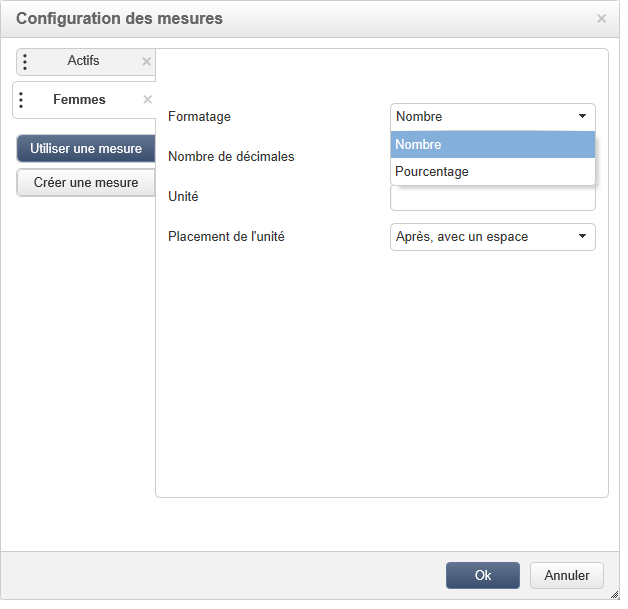 Configuration des mesures
Actifs
Femmes
Utiliser une mesure
Créer une mesure
Formatage
Nombre
Nombre
Pourcentage
Nombre de décimales
Unité
Placement de l'unité
Après, avec un espace
Ok
Annuler